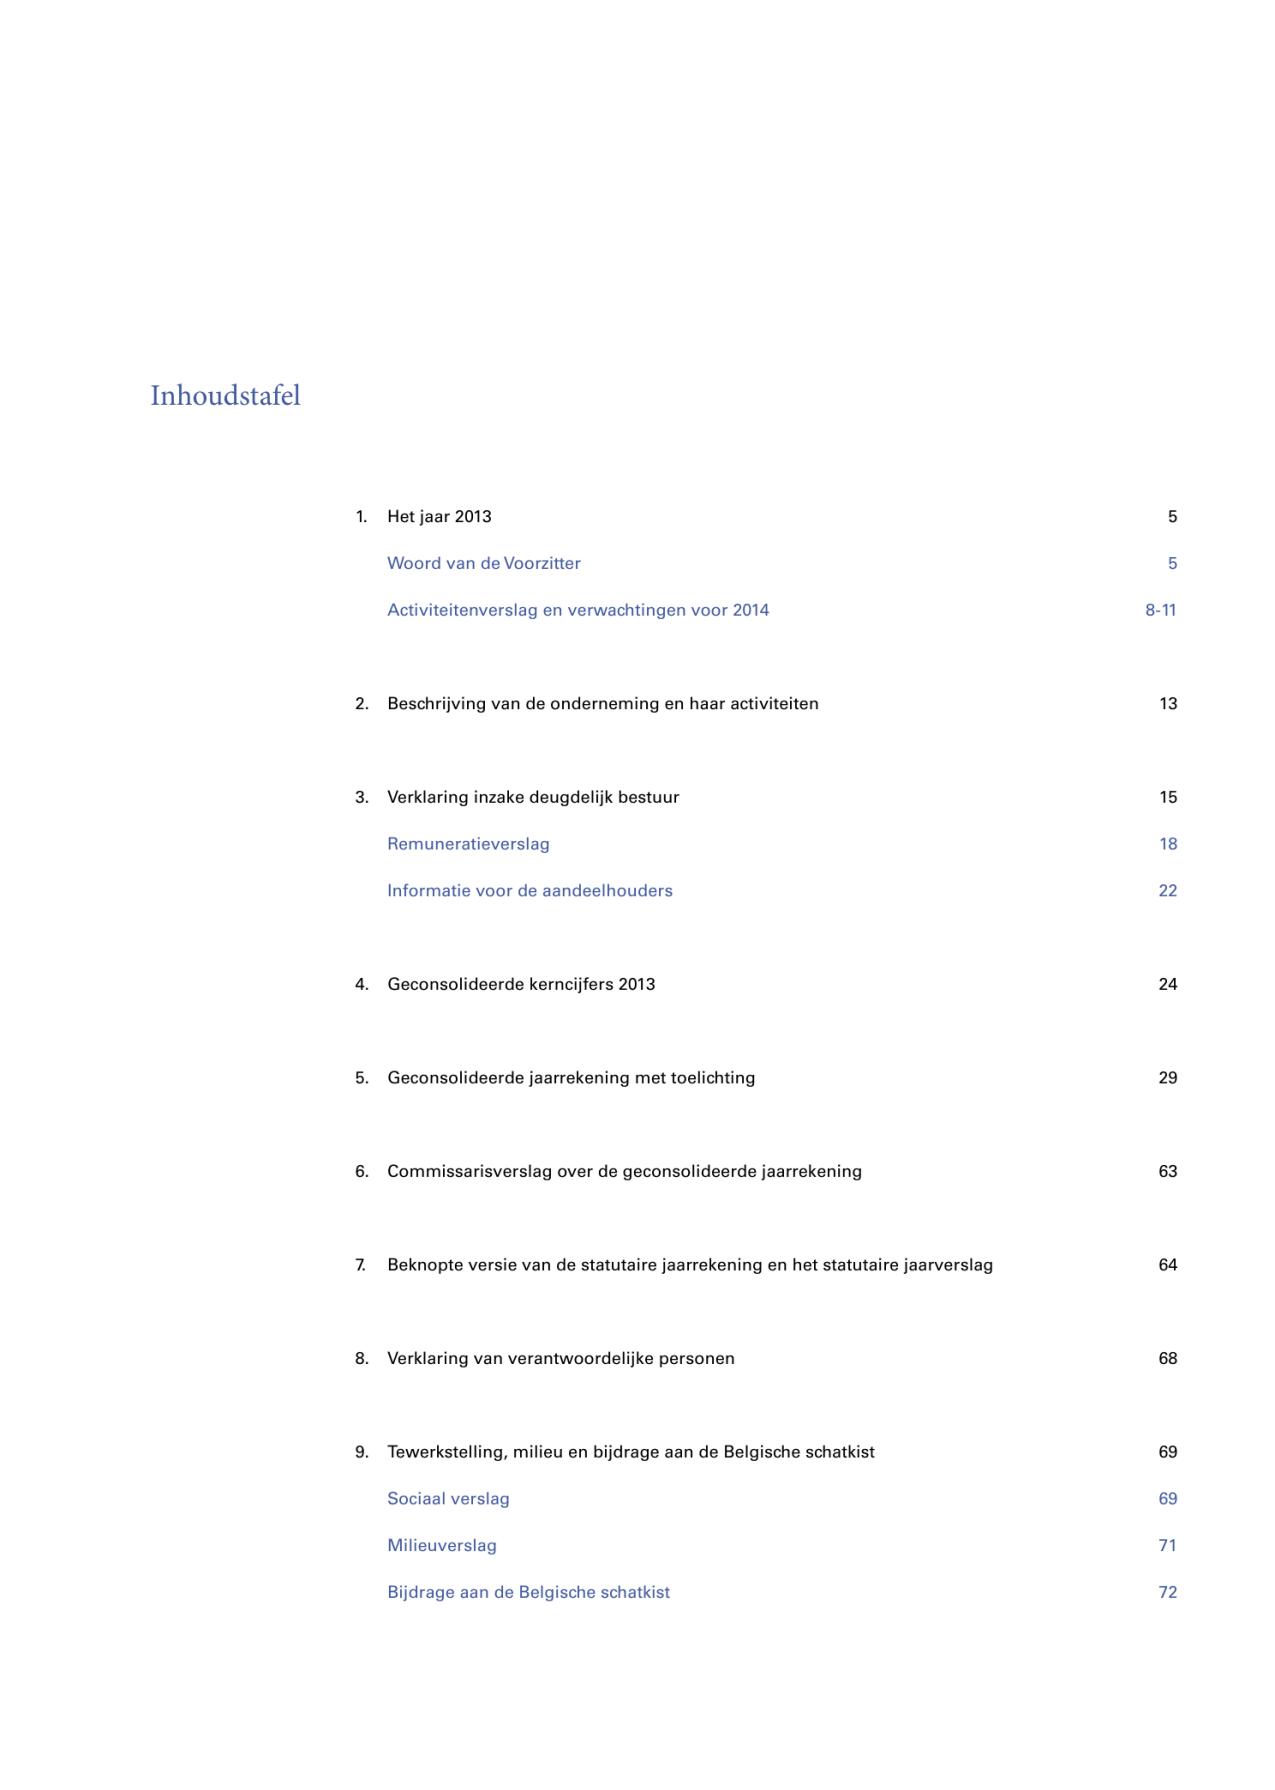 Inhoudstafel
1. Het jaar 2013 5
Woord van de Voorzitter 5
Activiteitenverslag en verwachtingen voor 2014 8-11
2. Beschrijving van de onderneming en haar activiteiten 13
3. Verklaring inzake deugdelijk bestuur 15
Remuneratieverslag 18
Informatie voor de aandeelhouders 22
4. Geconsolideerde kerncijfers 2013 24
5. Geconsolideerde jaarrekening met toelichting 29
6. Commissarisverslag over de geconsolideerde jaarrekening 63
7. Beknopte versie van de statutaire jaarrekening en het statutaire jaarverslag 64
8. Verklaring van verantwoordelijke personen 68
9. Tewerkstelling, milieu en bijdrage aan de Belgische schatkist 69
Sociaal verslag 69
Milieuverslag 71
Bijdrage aan de Belgische schatkist 72